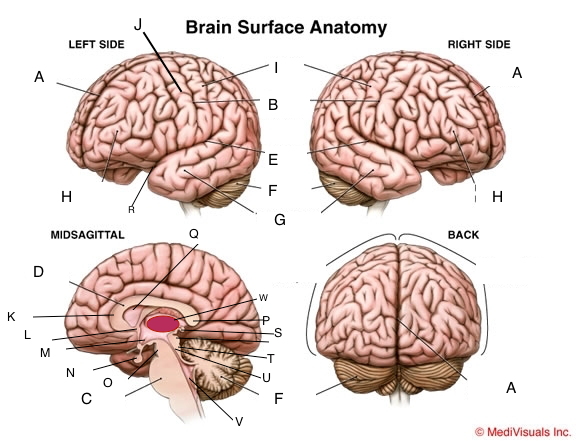 Brain Surface Anatomy
J
LEFT SIDE
RIGHT SIDE
A
I
A
B
E
F
H
H
R
G
MIDSAGITTAL
Q
BACK
D
W
K
P
L
S
M
T
N
U
O
C
F
A
V
© MediVisuals Inc.